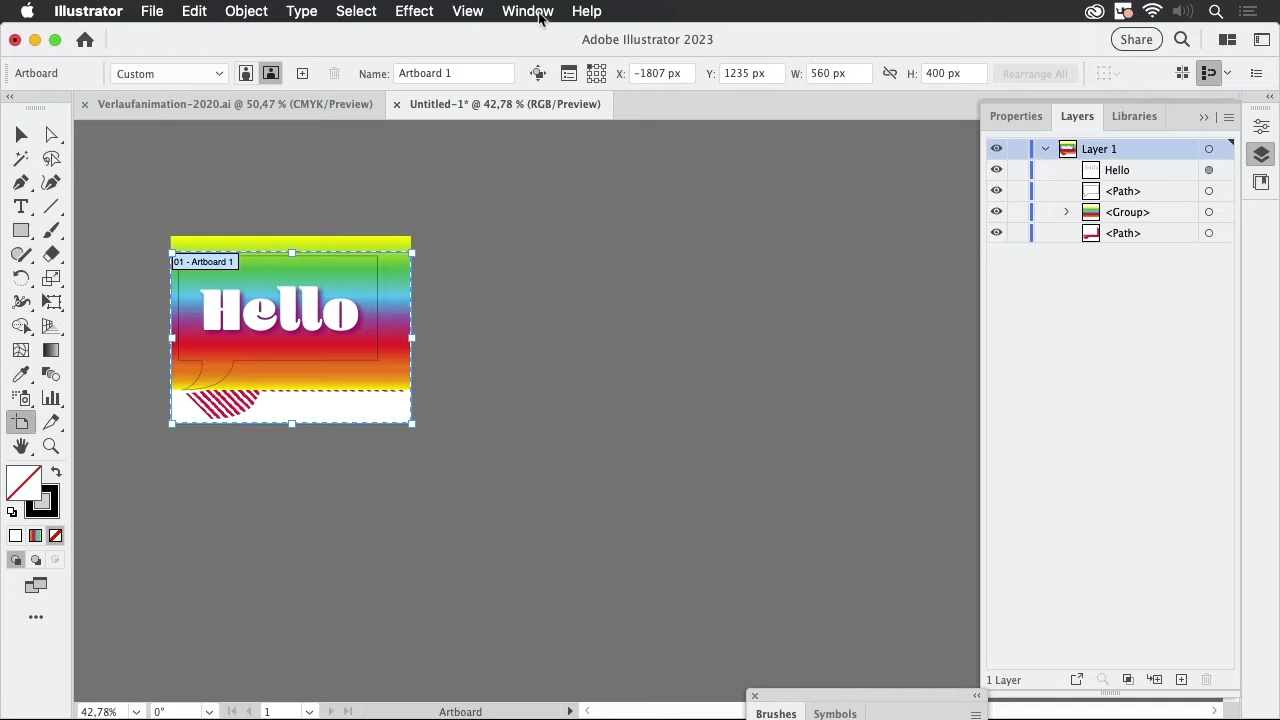 Illustrator File Edit Object Type Select Effect View Window Help
Adobe Illustrator 2023
Share
Artboard Custom Name: Artboard 1 X: -1807 px Y: 1235 px W: 560 px H: 400 px Rearrange All
Verlaufanimation-2020.ai @ 50,47 % (CMYK/Preview) Untitled-1* @ 42,78 % (RGB/Preview)
Properties Layers Libraries
Layer 1
Hello
<Path>
<Group>
<Path>
01 - Artboard 1
Hello
1 Layer
42,78% 0° 1 Artboard
Brushes Symbols